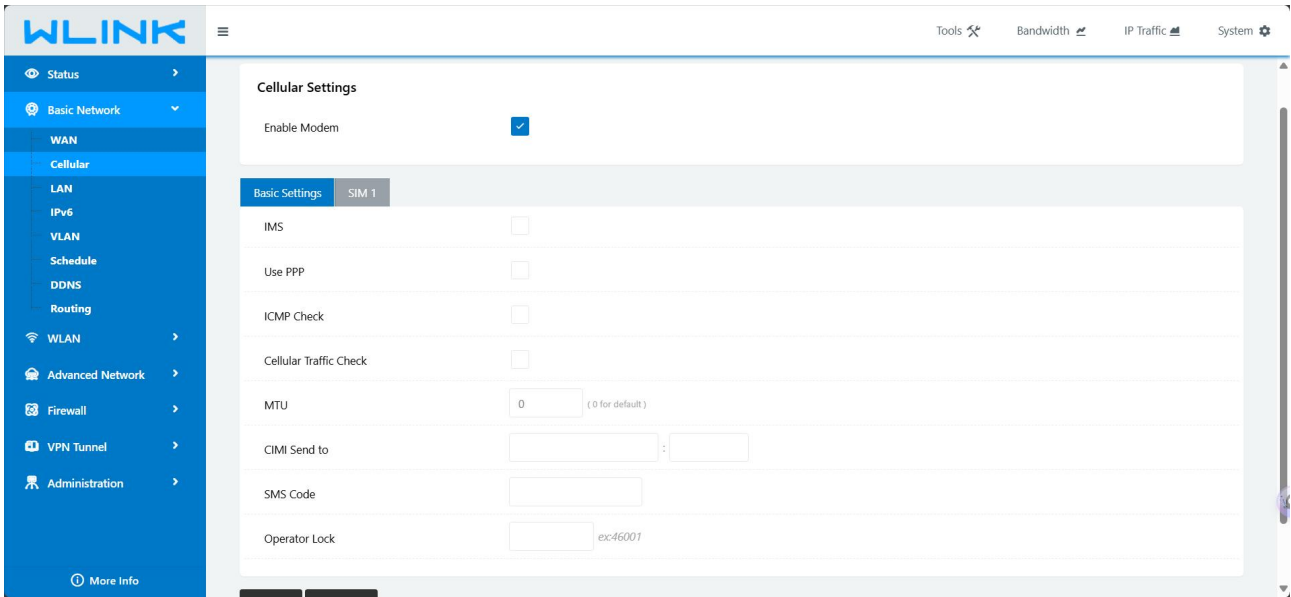 WLINK
Tools
Bandwidth
IP Traffic
System
Status
Basic Network
WAN
Cellular
LAN
IPv6
VLAN
Schedule
DDNS
Routing
WLAN
Advanced Network
Firewall
VPN Tunnel
Administration
More Info
Cellular Settings
Enable Modem
Basic Settings
SIM 1
IMS
Use PPP
ICMP Check
Cellular Traffic Check
MTU 0 ( 0 for default )
CIMI Send to :
SMS Code
Operator Lock ex:46001